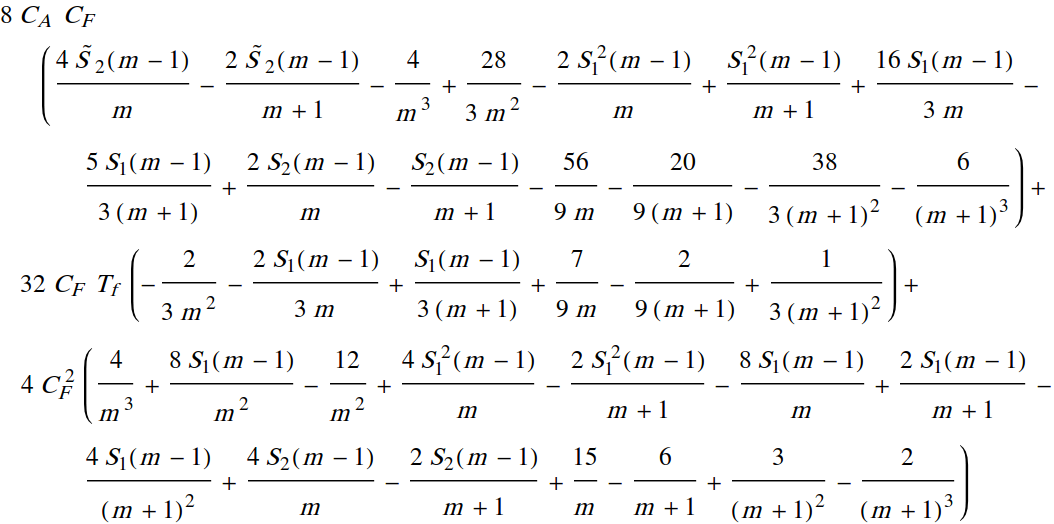 8 C_A C_F
( 4 S̃_2(m − 1)/m − 2 S̃_2(m − 1)/(m + 1) − 4/m^3 + 28/(3 m^2) − 2 S_1^2(m − 1)/m + S_1^2(m − 1)/(m + 1) + 16 S_1(m − 1)/(3 m) −
5 S_1(m − 1)/(3 (m + 1)) + 2 S_2(m − 1)/m − S_2(m − 1)/(m + 1) − 56/(9 m) − 20/(9 (m + 1)) − 38/(3 (m + 1)^2) − 6/(m + 1)^3 ) +
32 C_F T_f ( − 2/(3 m^2) − 2 S_1(m − 1)/(3 m) + S_1(m − 1)/(3 (m + 1)) + 7/(9 m) − 2/(9 (m + 1)) + 1/(3 (m + 1)^2) ) +
4 C_F^2 ( 4/m^3 + 8 S_1(m − 1)/m^2 − 12/m^2 + 4 S_1^2(m − 1)/m − 2 S_1^2(m − 1)/(m + 1) − 8 S_1(m − 1)/m + 2 S_1(m − 1)/(m + 1) −
4 S_1(m − 1)/(m + 1)^2 + 4 S_2(m − 1)/m − 2 S_2(m − 1)/(m + 1) + 15/m − 6/(m + 1) + 3/(m + 1)^2 − 2/(m + 1)^3 )